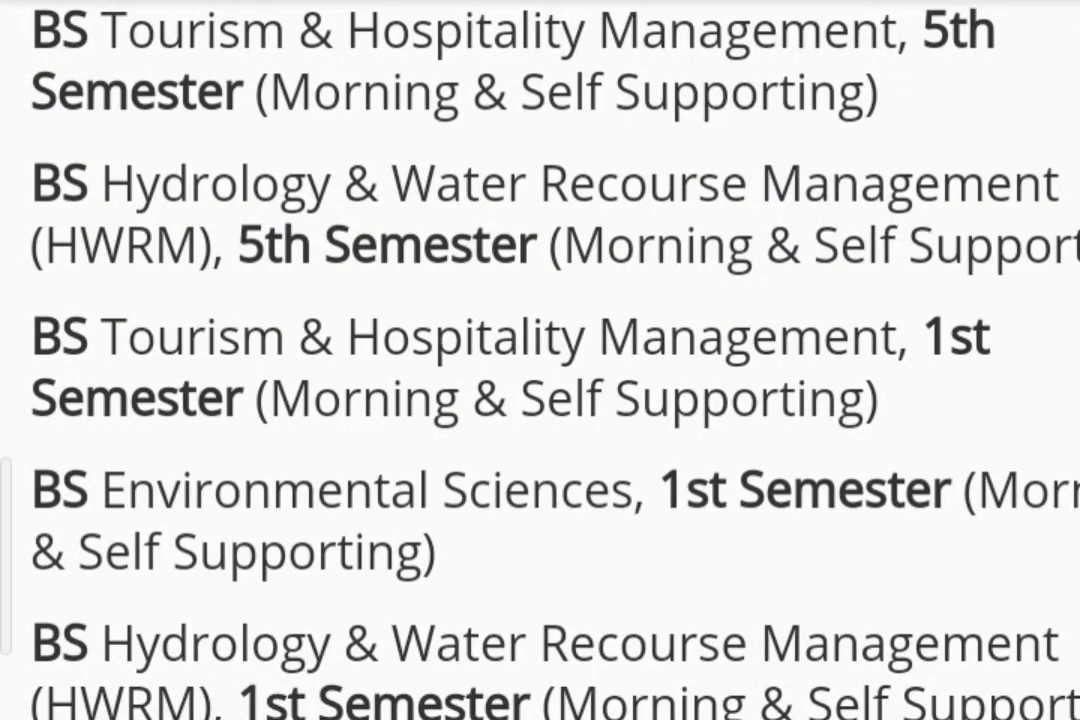 BS Tourism & Hospitality Management, 5th
Semester (Morning & Self Supporting)
BS Hydrology & Water Recourse Management
(HWRM), 5th Semester (Morning & Self
BS Tourism & Hospitality Management, 1st
Semester (Morning & Self Supporting)
BS Environmental Sciences, 1st Semester
& Self Supporting)
BS Hydrology & Water Recourse Management
(HWRM), 1st Semester (Morning & Self